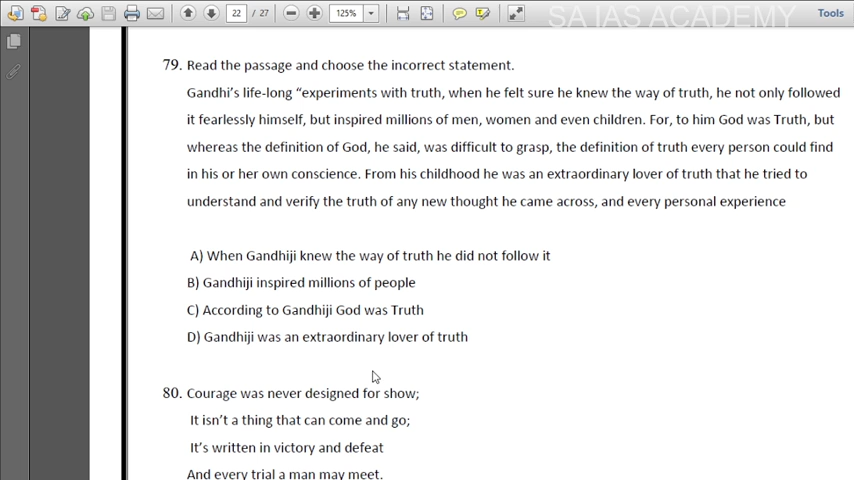 SA IAS ACADEMY
22 / 27
125%
Tools
79. Read the passage and choose the incorrect statement.
Gandhi's life-long “experiments with truth, when he felt sure he knew the way of truth, he not only followed
it fearlessly himself, but inspired millions of men, women and even children. For, to him God was Truth, but
whereas the definition of God, he said, was difficult to grasp, the definition of truth every person could find
in his or her own conscience. From his childhood he was an extraordinary lover of truth that he tried to
understand and verify the truth of any new thought he came across, and every personal experience
A) When Gandhiji knew the way of truth he did not follow it
B) Gandhiji inspired millions of people
C) According to Gandhiji God was Truth
D) Gandhiji was an extraordinary lover of truth
80. Courage was never designed for show;
It isn't a thing that can come and go;
It's written in victory and defeat
And every trial a man may meet.